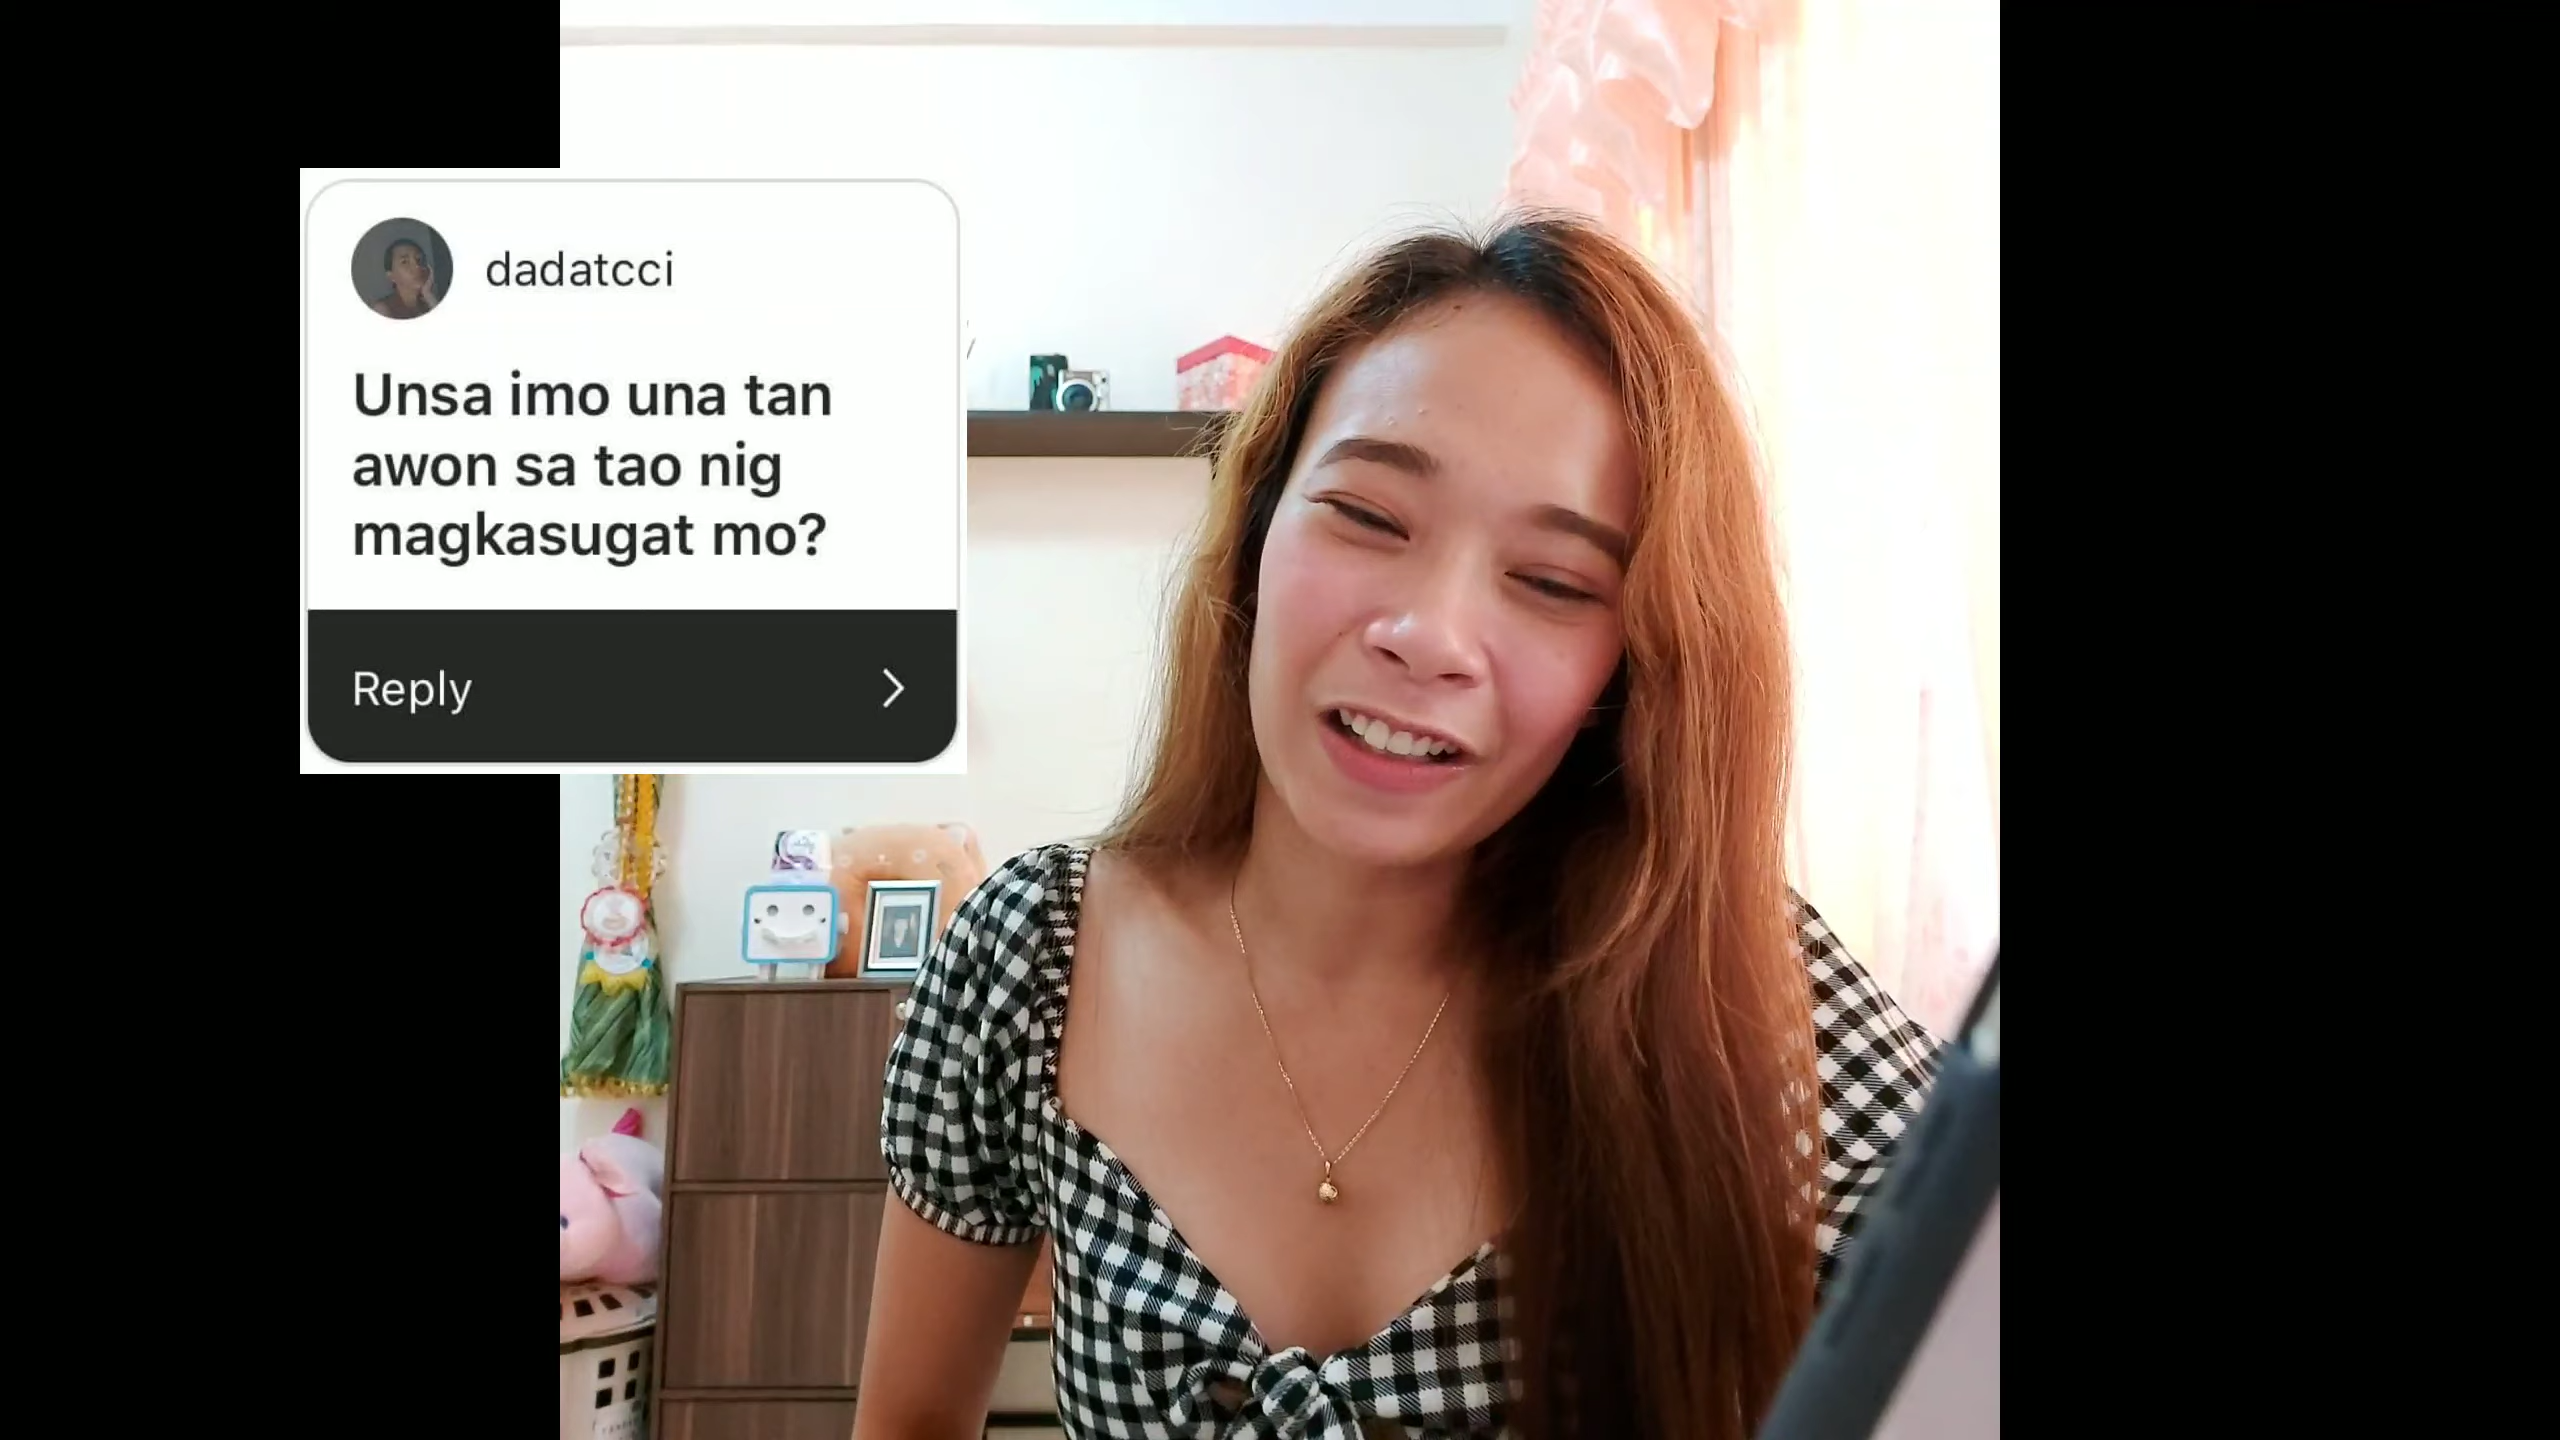 dadatcci
Unsa imo una tan
awon sa tao nig
magkasugat mo?
Reply